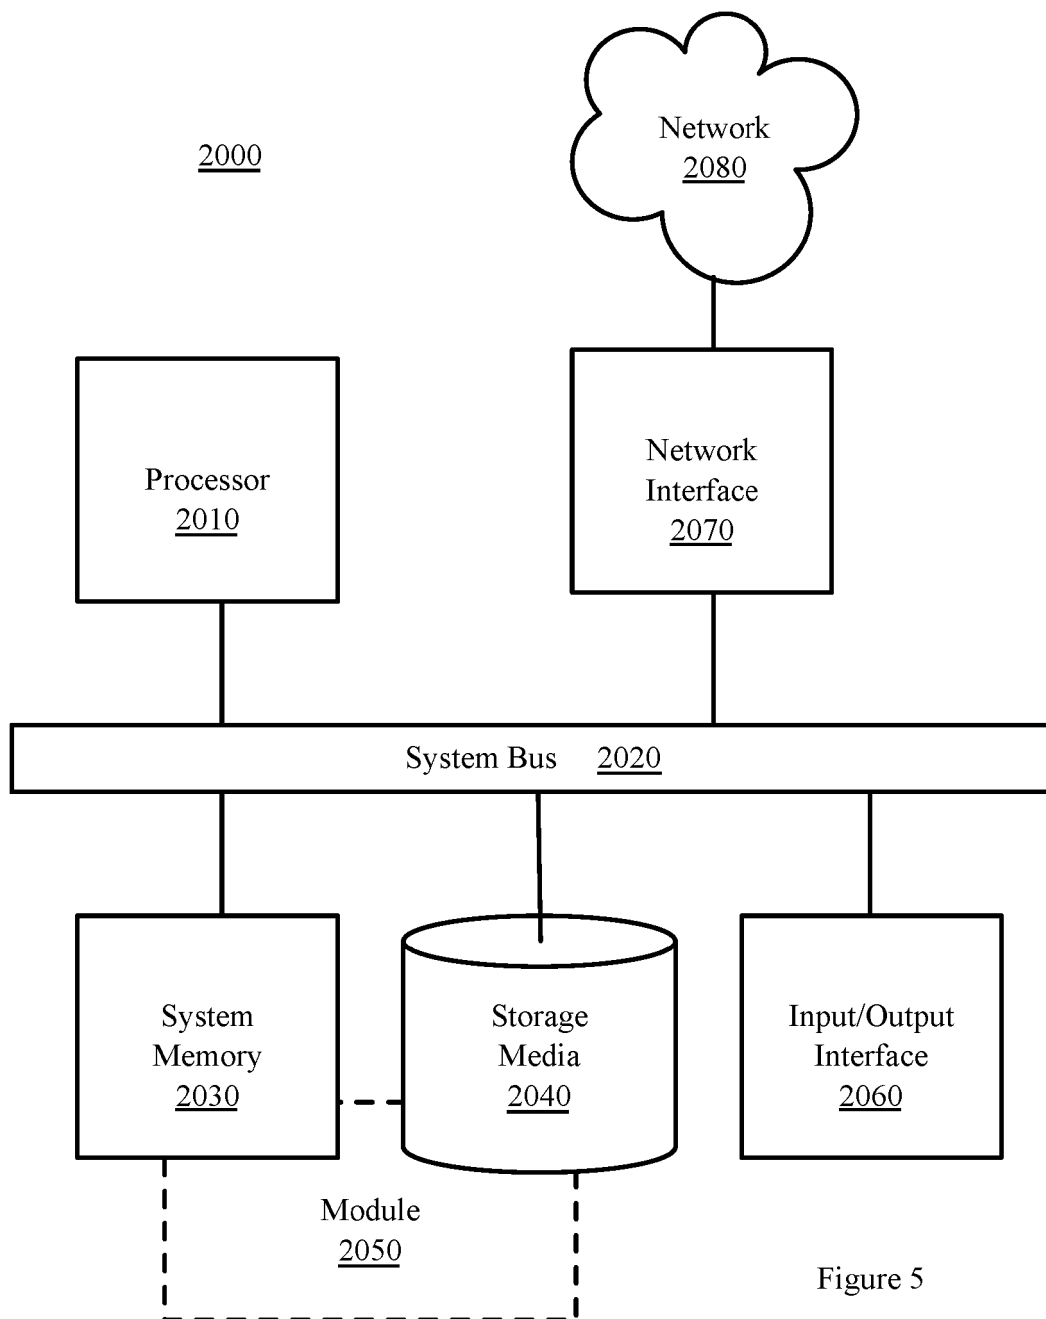 2000
Network
2080
Processor
2010
Network
Interface
2070
System Bus 2020
System
Memory
2030
Storage
Media
2040
Input/Output
Interface
2060
Module
2050
Figure 5